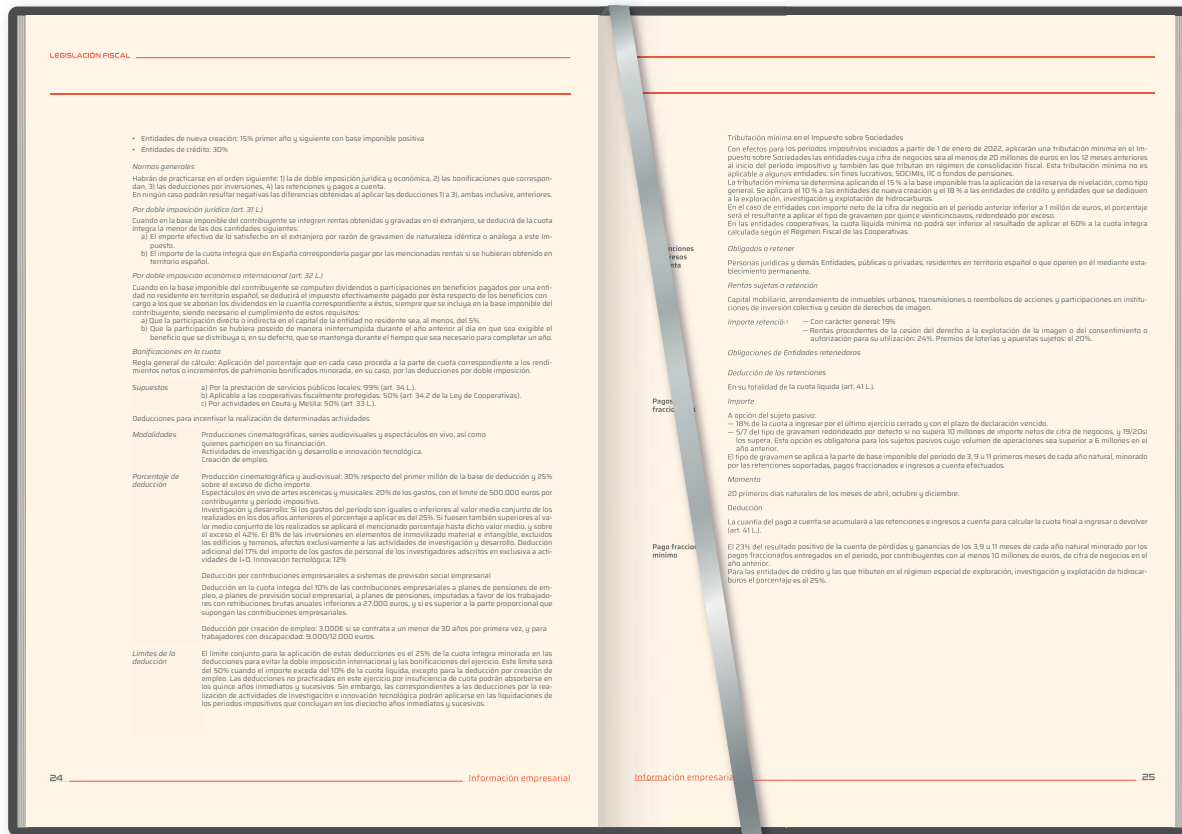 LEGISLACIÓN FISCAL
• Entidades de nueva creación: 15% primer año y siguiente con base imponible positiva
• Entidades de crédito: 30%
Normas generales
Habrán de practicarse en el orden siguiente: 1) la de doble imposición jurídica y económica, 2) las bonificaciones que correspon-
dan, 3) las deducciones por inversiones, 4) las retenciones y pagos a cuenta.
En ningún caso podrán resultar negativas las diferencias obtenidas al aplicar las deducciones 1) a 3), ambas inclusive, anteriores.
Por doble imposición jurídica (art. 31 L.)
Cuando en la base imponible del contribuyente se integren rentas obtenidas y gravadas en el extranjero, se deducirá de la cuota
íntegra la menor de las dos cantidades siguientes:
a) El importe efectivo de lo satisfecho en el extranjero por razón de gravamen de naturaleza idéntica o análoga a este Im-
puesto.
b) El importe de la cuota íntegra que en España correspondería pagar por las mencionadas rentas si se hubieran obtenido en
territorio español.
Por doble imposición económica internacional (art. 32 L.)
Cuando en la base imponible del contribuyente se computen dividendos o participaciones en beneficios pagados por una enti-
dad no residente en territorio español, se deducirá el impuesto efectivamente pagado por ésta respecto de los beneficios con
cargo a los que se abonan los dividendos en la cuantía correspondiente a éstos, siempre que se incluya en la base imponible del
contribuyente, siendo necesario el cumplimiento de estos requisitos:
a) Que la participación directa o indirecta en el capital de la entidad no residente sea, al menos, del 5%.
b) Que la participación se hubiera poseído de manera ininterrumpida durante el año anterior al día en que sea exigible el
beneficio que se distribuya o, en su defecto, que se mantenga durante el tiempo que sea necesario para completar un año.
Bonificaciones en la cuota
Regla general de cálculo: Aplicación del porcentaje que en cada caso proceda a la parte de cuota correspondiente a los rendi-
mientos netos o incrementos de patrimonio bonificados minorada, en su caso, por las deducciones por doble imposición.
Supuestos
a) Por la prestación de servicios públicos locales: 99% (art. 34 L.).
b) Aplicable a las cooperativas fiscalmente protegidas: 50% (art. 34.2 de la Ley de Cooperativas).
c) Por actividades en Ceuta y Melilla: 50% (art. 33 L.).
Deducciones para incentivar la realización de determinadas actividades
Modalidades
Producciones cinematográficas, series audiovisuales y espectáculos en vivo, así como
quienes participen en su financiación.
Actividades de investigación y desarrollo e innovación tecnológica.
Creación de empleo.
Porcentaje de
deducción
Producción cinematográfica y audiovisual: 30% respecto del primer millón de la base de deducción y 25%
sobre el exceso de dicho importe.
Espectáculos en vivo de artes escénicas y musicales: 20% de los gastos, con el límite de 500.000 euros por
contribuyente y período impositivo.
Investigación y desarrollo: Si los gastos del período son iguales o inferiores al valor medio conjunto de los
realizados en los dos años anteriores el porcentaje a aplicar es del 25%. Si fuesen también superiores al va-
lor medio conjunto de los realizados se aplicará el mencionado porcentaje hasta dicho valor medio, y sobre
el exceso el 42%. El 8% de las inversiones en elementos de inmovilizado material e intangible, excluidos
los edificios y terrenos, afectos exclusivamente a las actividades de investigación y desarrollo. Deducción
adicional del 17% del importe de los gastos de personal de los investigadores adscritos en exclusiva a acti-
vidades de I+D. Innovación tecnológica: 12%
Deducción por contribuciones empresariales a sistemas de previsión social empresarial
Deducción en la cuota íntegra del 10% de las contribuciones empresariales a planes de pensiones de em-
pleo, a planes de previsión social empresarial, a planes de pensiones, imputadas a favor de los trabajado-
res con retribuciones brutas anuales inferiores a 27.000 euros, y si es superior a la parte proporcional que
supongan las contribuciones empresariales.
Deducción por creación de empleo: 3.000€ si se contrata a un menor de 30 años por primera vez, y para
trabajadores con discapacidad: 9.000/12.000 euros.
Límites de la
deducción
El límite conjunto para la aplicación de estas deducciones es el 25% de la cuota íntegra minorada en las
deducciones para evitar la doble imposición internacional y las bonificaciones del ejercicio. Este límite será
del 50% cuando el importe exceda del 10% de la cuota líquida, excepto para la deducción por creación de
empleo. Las deducciones no practicadas en este ejercicio por insuficiencia de cuota podrán absorberse en
los quince años inmediatos y sucesivos. Sin embargo, las correspondientes a las deducciones por la rea-
lización de actividades de investigación e innovación tecnológica podrán aplicarse en las liquidaciones de
los periodos impositivos que concluyan en los dieciocho años inmediatos y sucesivos.
24
Información empresarial
Tributación mínima en el Impuesto sobre Sociedades
Con efectos para los periodos impositivos iniciados a partir de 1 de enero de 2022, aplicarán una tributación mínima en el Im-
puesto sobre Sociedades las entidades cuya cifra de negocios sea al menos de 20 millones de euros en los 12 meses anteriores
al inicio del periodo impositivo y también las que tributan en régimen de consolidación fiscal. Esta tributación mínima no es
aplicable a algunas entidades: sin fines lucrativos, SOCIMIs, IIC o fondos de pensiones.
La tributación mínima se determina aplicando el 15 % a la base imponible tras la aplicación de la reserva de nivelación, como tipo
general. Se aplicará el 10 % a las entidades de nueva creación y el 18 % a las entidades de crédito y entidades que se dediquen
a la exploración, investigación y explotación de hidrocarburos.
En el caso de entidades con importe neto de la cifra de negocio en el periodo anterior inferior a 1 millón de euros, el porcentaje
será el resultante a aplicar el tipo de gravamen por quince veinticincoavos, redondeado por exceso.
En las entidades cooperativas, la cuota líquida mínima no podrá ser inferior al resultado de aplicar el 60% a la cuota íntegra
calculada según el Régimen Fiscal de las Cooperativas.
Obligados a retener
Personas jurídicas y demás Entidades, públicas o privadas, residentes en territorio español o que operen en él mediante esta-
blecimiento permanente.
Rentas sujetas a retención
Capital mobiliario, arrendamiento de inmuebles urbanos, transmisiones o reembolsos de acciones y participaciones en institu-
ciones de inversión colectiva y cesión de derechos de imagen.
Importe retención
— Con carácter general: 19%
— Rentas procedentes de la cesión del derecho a la explotación de la imagen o del consentimiento o
autorización para su utilización: 24%. Premios de loterías y apuestas sujetos: el 20%.
Obligaciones de Entidades retenedoras
Deducción de las retenciones
En su totalidad de la cuota líquida (art. 41 L.).
Pagos
Importe
A opción del sujeto pasivo:
— 18% de la cuota a ingresar por el último ejercicio cerrado y con el plazo de declaración vencido.
— 5/7 del tipo de gravamen redondeado por defecto si no supera 10 millones de importe netos de cifra de negocios, y 19/20si
los supera. Esta opción es obligatoria para los sujetos pasivos cuyo volumen de operaciones sea superior a 6 millones en el
año anterior.
El tipo de gravamen se aplica a la parte de base imponible del período de 3, 9 u 11 primeros meses de cada año natural, minorado
por las retenciones soportadas, pagos fraccionados e ingresos a cuenta efectuados.
Momento
20 primeros días naturales de los meses de abril, octubre y diciembre.
Deducción
La cuantía del pago a cuenta se acumulará a las retenciones e ingresos a cuenta para calcular la cuota final a ingresar o devolver
(art. 41 L.).
Pago
mínimo
El 23% del resultado positivo de la cuenta de pérdidas y ganancias de los 3,9 u 11 meses de cada año natural minorado por los
pagos fraccionados entregados en el periodo, por contribuyentes con al menos 10 millones de euros, de cifra de negocios en el
año anterior.
Para las entidades de crédito y las que tributen en el régimen especial de exploración, investigación y explotación de hidrocar-
buros el porcentaje es el 25%.
Información empresarial
25